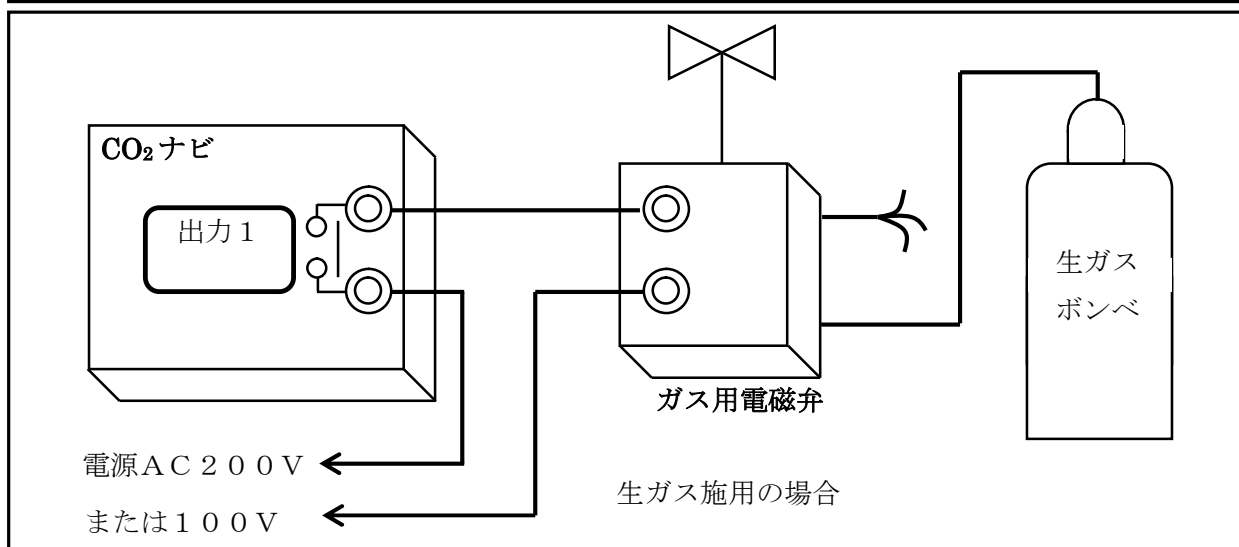 CO₂ナビ
出力１
生ガス
ボンベ
ガス用電磁弁
電源ＡＣ２００Ｖ
または１００Ｖ
生ガス施用の場合